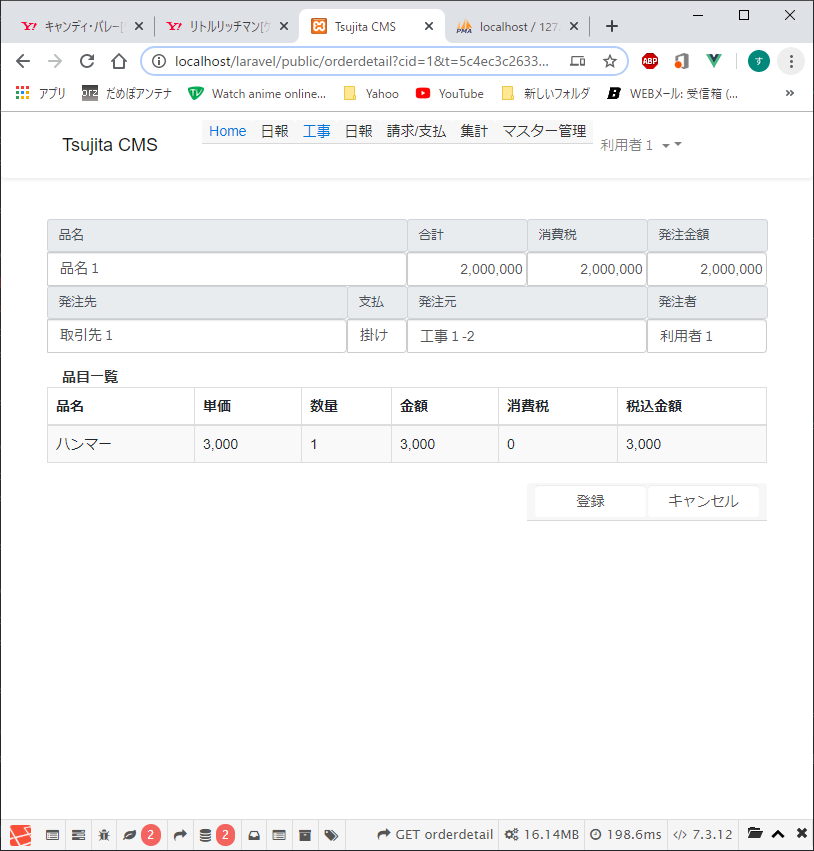 キャンディ・バレー[
リトルリッチマン[ケ
Tsujita CMS
localhost / 127.
localhost/laravel/public/orderdetail?cid=1&t=5c4ec3c2633...
ABP
す
アプリ
orz
だめぽアンテナ
Watch anime online...
Yahoo
YouTube
新しいフォルダ
WEBメール: 受信箱 (...
»
Tsujita CMS
Home 日報 工事 日報 請求/支払 集計 マスター管理
利用者１
品名 合計 消費税 発注金額
品名１ 2,000,000 2,000,000 2,000,000
発注先 支払 発注元 発注者
取引先１ 掛け 工事１-2 利用者１
品目一覧
品名 単価 数量 金額 消費税 税込金額
ハンマー 3,000 1 3,000 0 3,000
登録 キャンセル
2 2 GET orderdetail 16.14MB 198.6ms 7.3.12